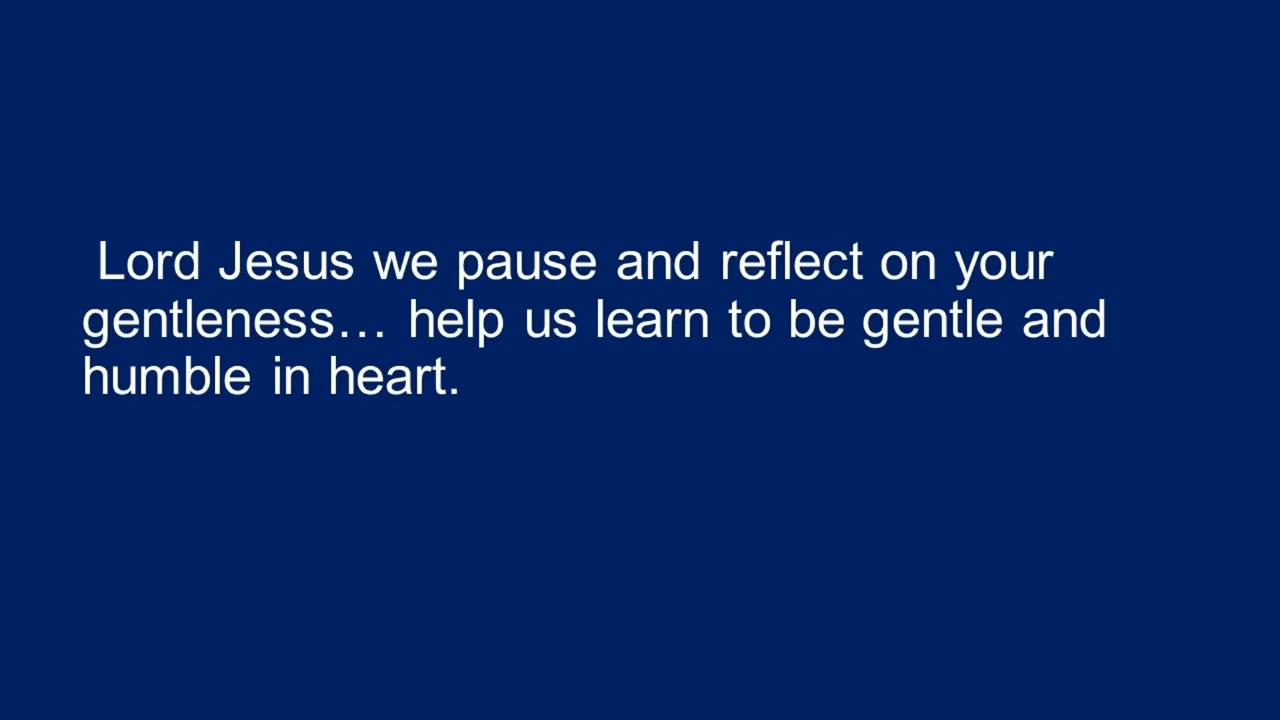 Lord Jesus we pause and reflect on your
gentleness… help us learn to be gentle and
humble in heart.